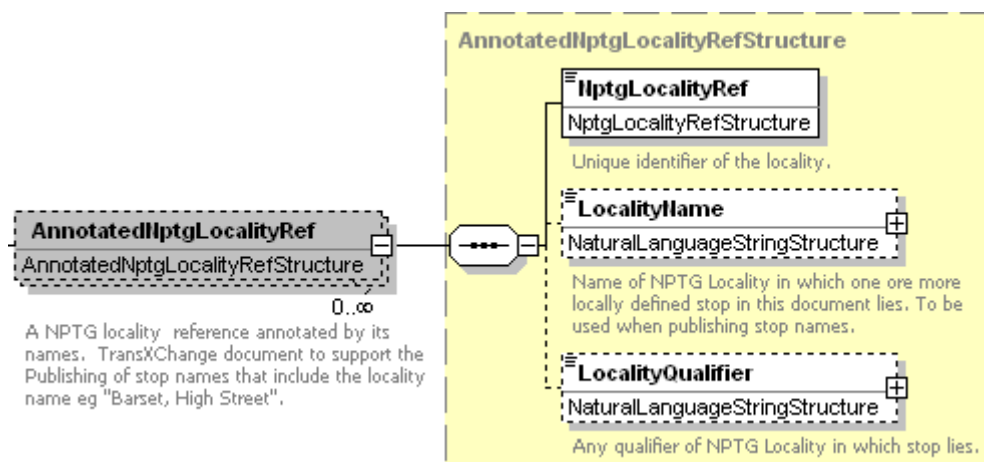 AnnotatedNptgLocalityRefStructure
NptgLocalityRef
NptgLocalityRefStructure
Unique identifier of the locality.
AnnotatedNptgLocalityRef
AnnotatedNptgLocalityRefStructure
0..∞
A NPTG locality reference annotated by its
names. TransXChange document to support the
Publishing of stop names that include the locality
name eg "Barset, High Street".
LocalityName
NaturalLanguageStringStructure
Name of NPTG Locality in which one ore more
locally defined stop in this document lies. To be
used when publishing stop names.
LocalityQualifier
NaturalLanguageStringStructure
Any qualifier of NPTG Locality in which stop lies.